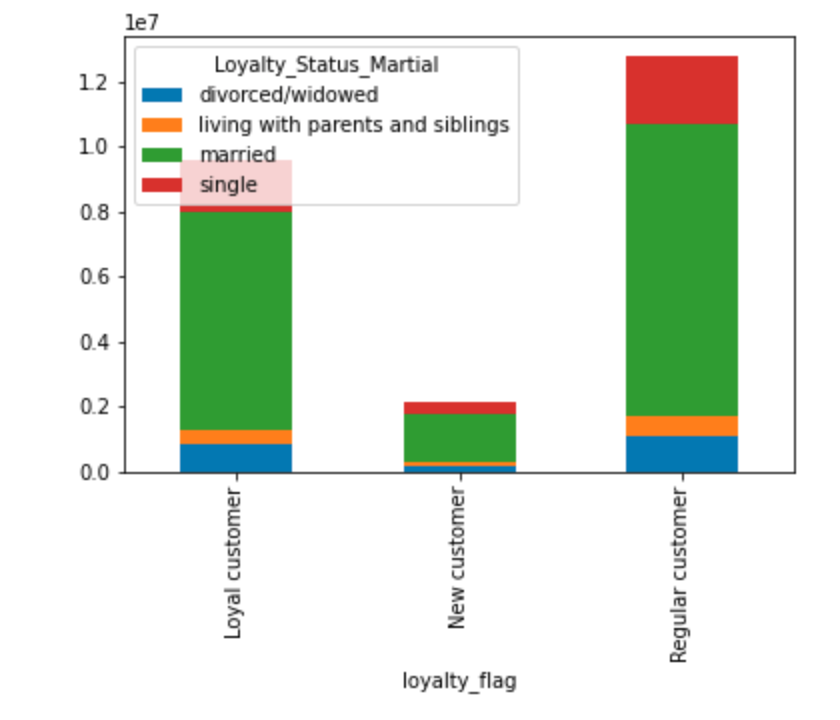 1e7
Loyalty_Status_Martial
divorced/widowed
living with parents and siblings
married
single
1.2
1.0
0.8
0.6
0.4
0.2
0.0
Loyal customer
New customer
Regular customer
loyalty_flag